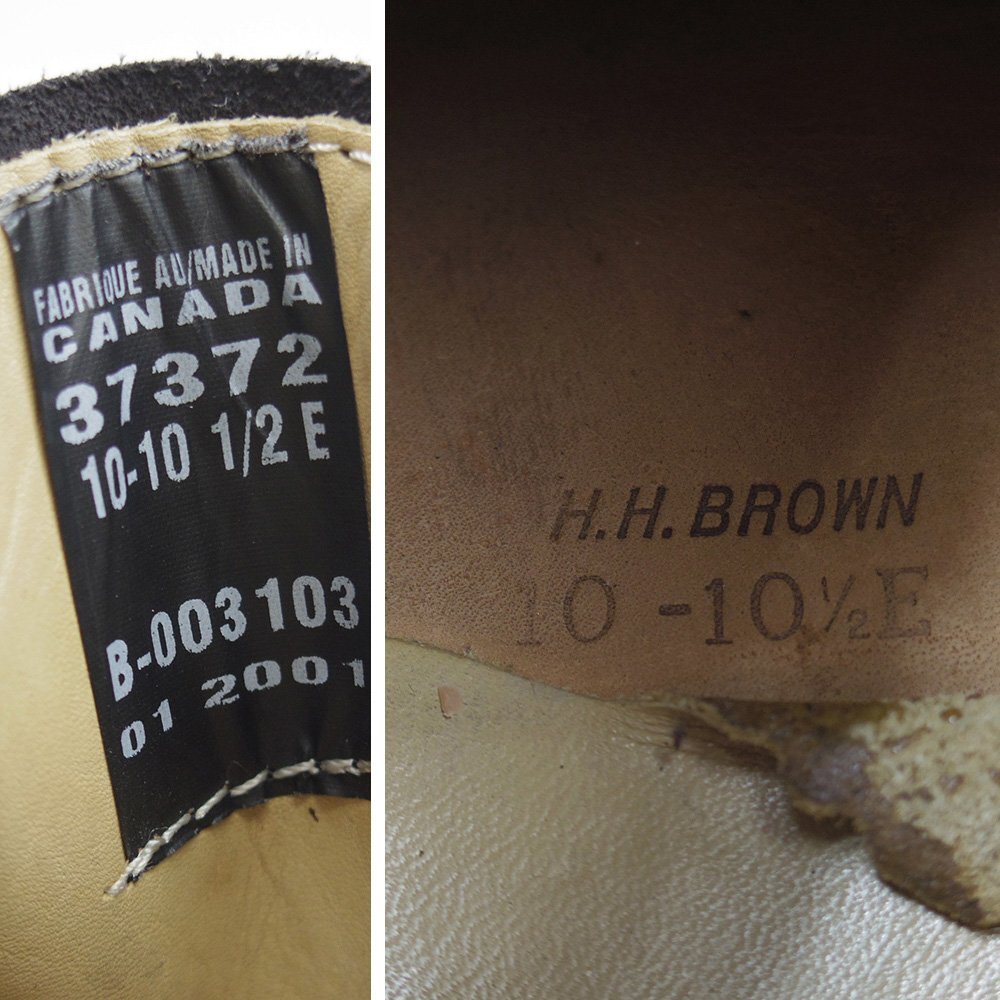 FABRIQUE AU/MADE IN
CANADA
37372
10-10 1/2 E
B-003103
01 2001
H.H. BROWN
10-10½E